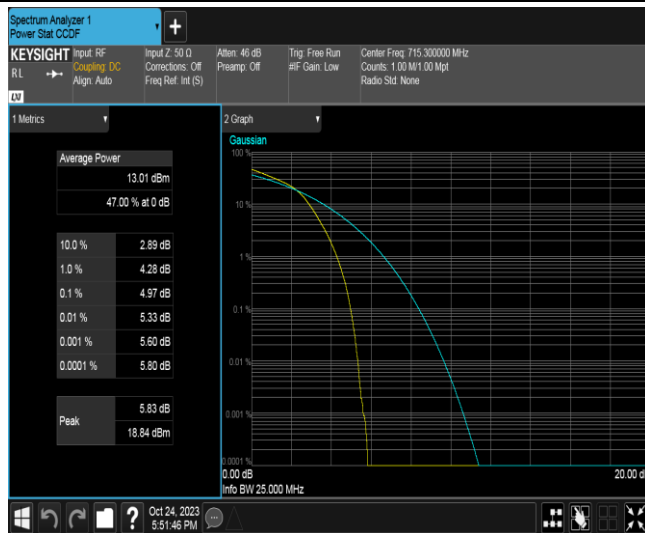 Spectrum Analyzer 1
Power Stat CCDF
+
KEYSIGHT
RL
LXI
Input: RF
Coupling: DC
Align: Auto
Input Z: 50 Ω
Corrections: Off
Freq Ref: Int (S)
Atten: 46 dB
Preamp: Off
Trig: Free Run
#IF Gain: Low
Center Freq: 715.300000 MHz
Counts: 1.00 M/1.00 Mpt
Radio Std: None
1 Metrics
Average Power
13.01 dBm
47.00 % at 0 dB
10.0 % 2.89 dB
1.0 % 4.28 dB
0.1 % 4.97 dB
0.01 % 5.33 dB
0.001 % 5.60 dB
0.0001 % 5.80 dB
Peak 5.83 dB
18.84 dBm
2 Graph
Gaussian
100 %
10 %
1 %
0.1 %
0.01 %
0.001 %
0.0001 %
0.00 dB
20.00 d
Info BW 25.000 MHz
?
Oct 24, 2023
5:51:46 PM